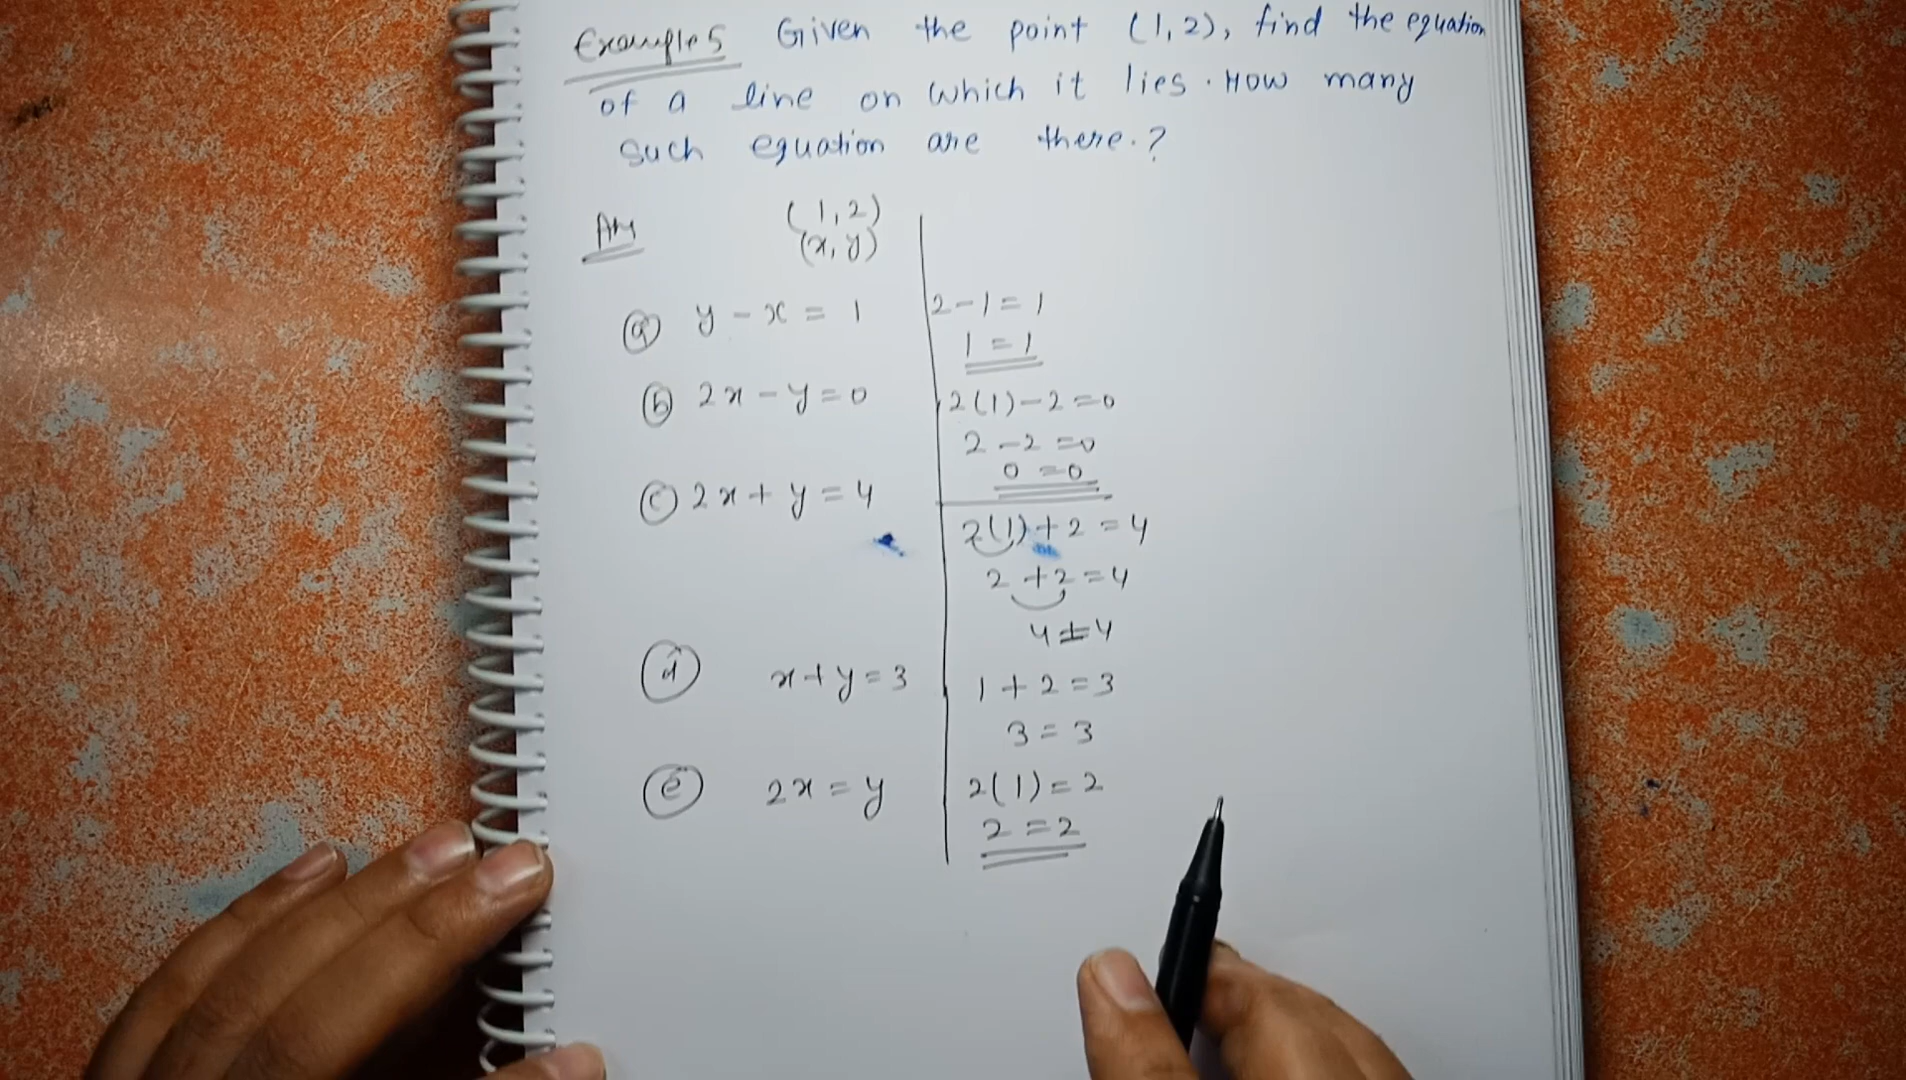 Example 5 Given the point (1,2), find the equation
of a line on which it lies. How many
such equation are there.?
Ans (1,2)
(x, y)
(a) y - x = 1
2 - 1 = 1
1 = 1
(b) 2x - y = 0
2(1) - 2 = 0
2 - 2 = 0
0 = 0
(c) 2x + y = 4
2(1) + 2 = 4
2 + 2 = 4
4 = 4
(d) x + y = 3
1 + 2 = 3
3 = 3
(e) 2x = y
2(1) = 2
2 = 2